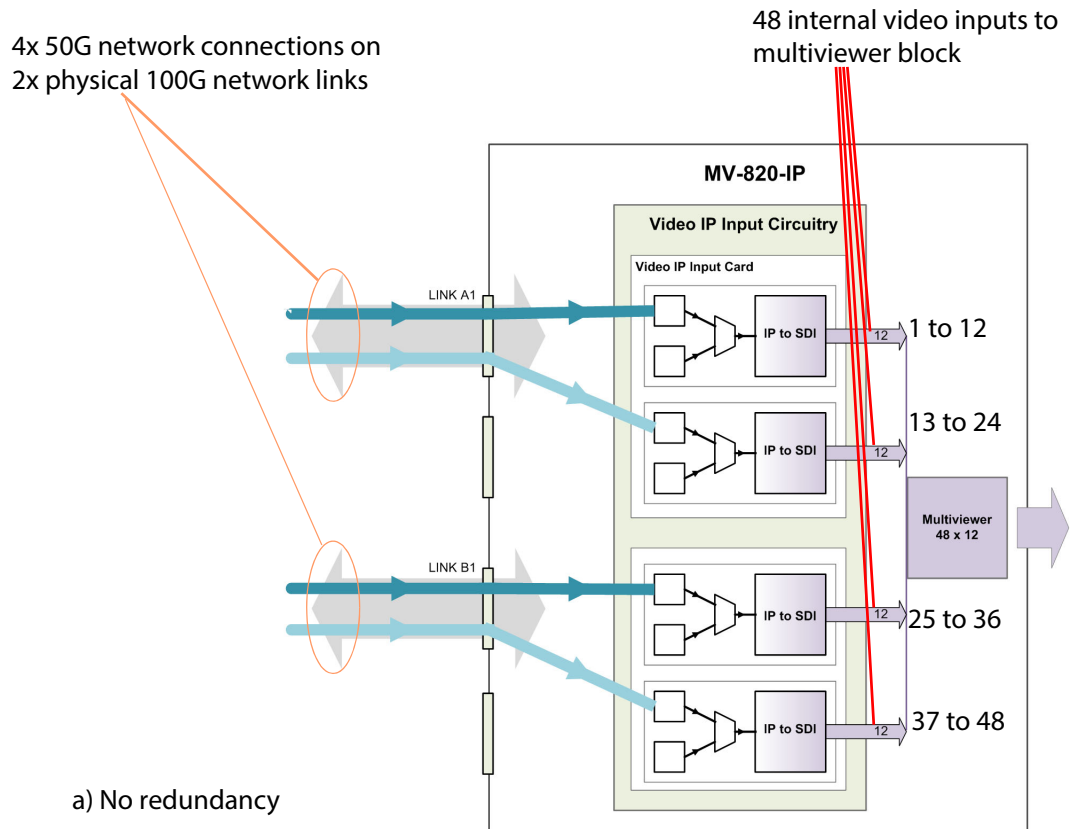 48 internal video inputs to
multiviewer block
4x 50G network connections on
2x physical 100G network links
MV-820-IP
Video IP Input Circuitry
Video IP Input Card
LINK A1
IP to SDI
12
1 to 12
IP to SDI
12
13 to 24
Multiviewer
48 x 12
LINK B1
IP to SDI
12
25 to 36
IP to SDI
12
37 to 48
a) No redundancy